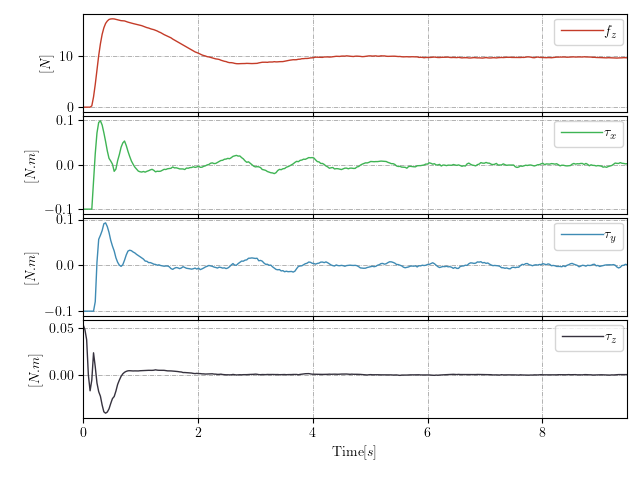 10
0
[N]
f_z
0.1
0.0
−0.1
[N.m]
τ_x
0.1
0.0
−0.1
[N.m]
τ_y
0.05
0.00
[N.m]
τ_z
0 2 4 6 8
Time[s]